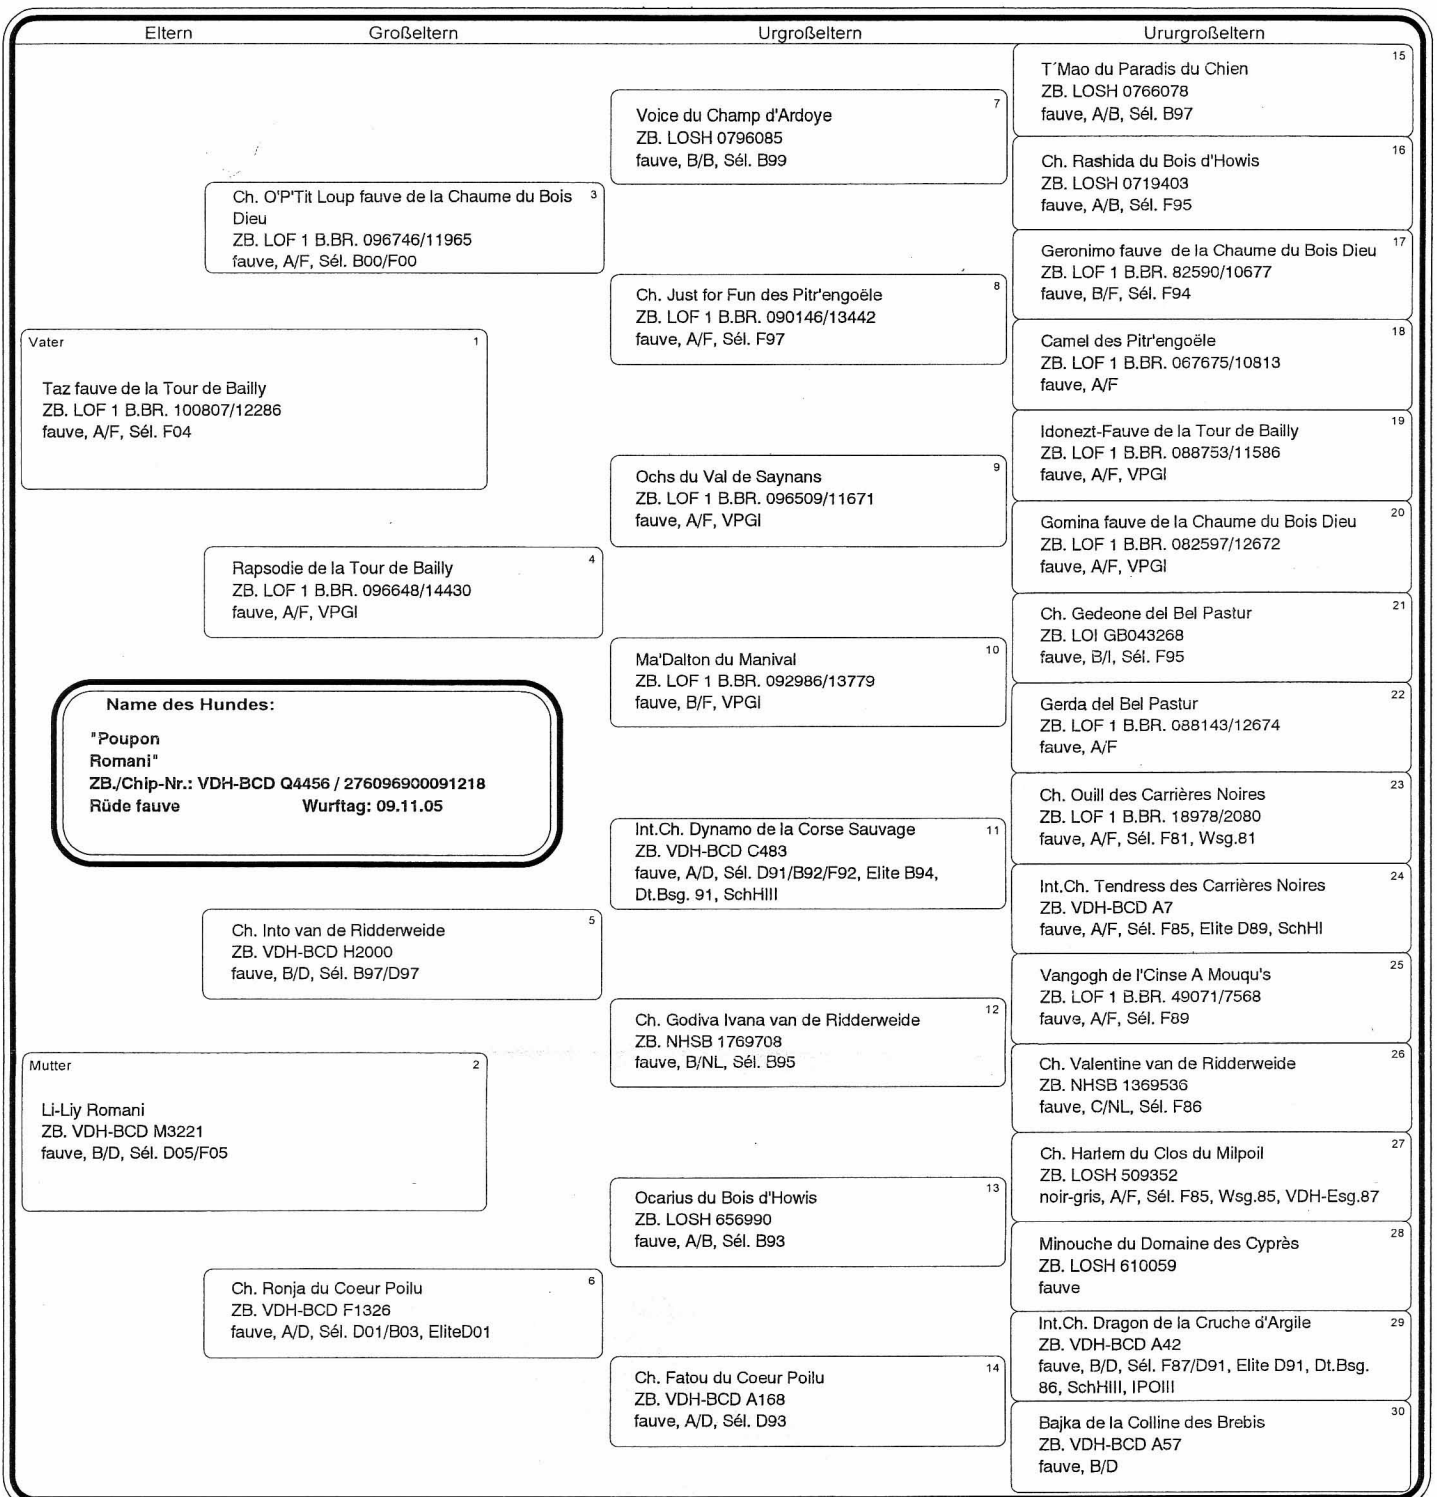 Eltern Großeltern Urgroßeltern Ururgroßeltern
Vater 1
Taz fauve de la Tour de Bailly
ZB. LOF 1 B.BR. 100807/12286
fauve, A/F, Sél. F04
Name des Hundes:
"Poupon
Romani"
ZB./Chip-Nr.: VDH-BCD Q4456 / 276096900091218
Rüde fauve Wurftag: 09.11.05
Mutter 2
Li-Liy Romani
ZB. VDH-BCD M3221
fauve, B/D, Sél. D05/F05
Ch. O'P'Tit Loup fauve de la Chaume du Bois 3
Dieu
ZB. LOF 1 B.BR. 096746/11965
fauve, A/F, Sél. B00/F00
Rapsodie de la Tour de Bailly 4
ZB. LOF 1 B.BR. 096648/14430
fauve, A/F, VPGI
Ch. Into van de Ridderweide 5
ZB. VDH-BCD H2000
fauve, B/D, Sél. B97/D97
Ch. Ronja du Coeur Poilu 6
ZB. VDH-BCD F1326
fauve, A/D, Sél. D01/B03, EliteD01
Voice du Champ d'Ardoye 7
ZB. LOSH 0796085
fauve, B/B, Sél. B99
Ch. Just for Fun des Pitr'engoële 8
ZB. LOF 1 B.BR. 090146/13442
fauve, A/F, Sél. F97
Ochs du Val de Saynans 9
ZB. LOF 1 B.BR. 096509/11671
fauve, A/F, VPGI
Ma'Dalton du Manival 10
ZB. LOF 1 B.BR. 092986/13779
fauve, B/F, VPGI
Int.Ch. Dynamo de la Corse Sauvage 11
ZB. VDH-BCD C483
fauve, A/D, Sél. D91/B92/F92, Elite B94,
Dt.Bsg. 91, SchHIII
Ch. Godiva Ivana van de Ridderweide 12
ZB. NHSB 1769708
fauve, B/NL, Sél. B95
Ocarius du Bois d'Howis 13
ZB. LOSH 656990
fauve, A/B, Sél. B93
Ch. Fatou du Coeur Poilu 14
ZB. VDH-BCD A168
fauve, A/D, Sél. D93
T´Mao du Paradis du Chien 15
ZB. LOSH 0766078
fauve, A/B, Sél. B97
Ch. Rashida du Bois d'Howis 16
ZB. LOSH 0719403
fauve, A/B, Sél. F95
Geronimo fauve de la Chaume du Bois Dieu 17
ZB. LOF 1 B.BR. 82590/10677
fauve, B/F, Sél. F94
Camel des Pitr'engoële 18
ZB. LOF 1 B.BR. 067675/10813
fauve, A/F
Idonezt-Fauve de la Tour de Bailly 19
ZB. LOF 1 B.BR. 088753/11586
fauve, A/F, VPGI
Gomina fauve de la Chaume du Bois Dieu 20
ZB. LOF 1 B.BR. 082597/12672
fauve, A/F, VPGI
Ch. Gedeone del Bel Pastur 21
ZB. LOI GB043268
fauve, B/I, Sél. F95
Gerda del Bel Pastur 22
ZB. LOF 1 B.BR. 088143/12674
fauve, A/F
Ch. Ouill des Carrières Noires 23
ZB. LOF 1 B.BR. 18978/2080
fauve, A/F, Sél. F81, Wsg.81
Int.Ch. Tendress des Carrières Noires 24
ZB. VDH-BCD A7
fauve, A/F, Sél. F85, Elite D89, SchHI
Vangogh de l'Cinse A Mouqu's 25
ZB. LOF 1 B.BR. 49071/7568
fauve, A/F, Sél. F89
Ch. Valentine van de Ridderweide 26
ZB. NHSB 1369536
fauve, C/NL, Sél. F86
Ch. Harlem du Clos du Milpoil 27
ZB. LOSH 509352
noir-gris, A/F, Sél. F85, Wsg.85, VDH-Esg.87
Minouche du Domaine des Cyprès 28
ZB. LOSH 610059
fauve
Int.Ch. Dragon de la Cruche d'Argile 29
ZB. VDH-BCD A42
fauve, B/D, Sél. F87/D91, Elite D91, Dt.Bsg.
86, SchHIII, IPOIII
Bajka de la Colline des Brebis 30
ZB. VDH-BCD A57
fauve, B/D